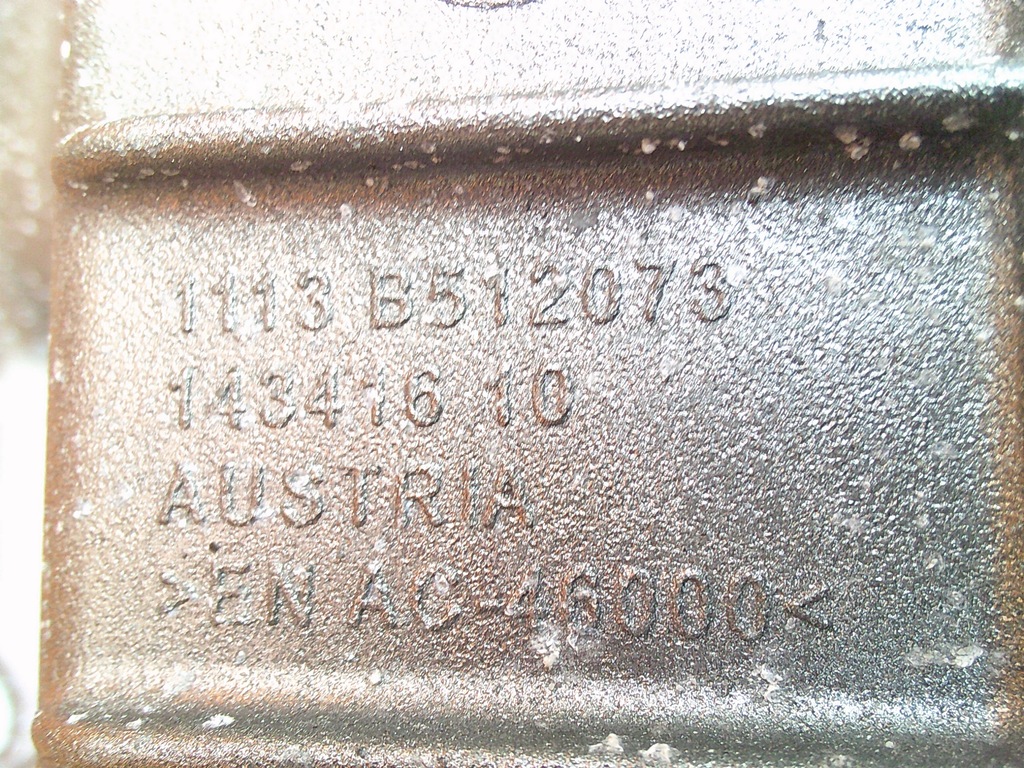 1113 B512073
143416 10
AUSTRIA
>EN AC-46000<